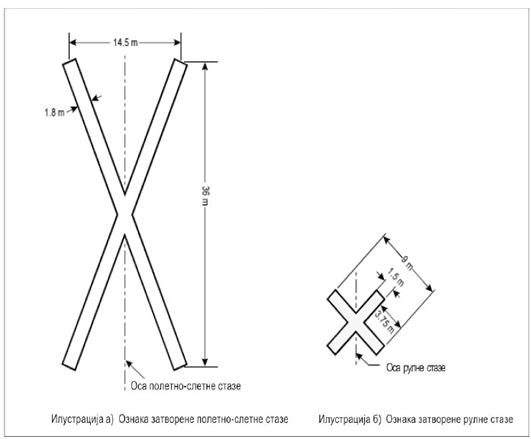 14.5 m
1.8 m
36 m
9 m
1.5 m
3.75 m
Оса рулне стазе
Оса полетно-слетне стазе
Илустрација а) Ознака затворене полетно-слетне стазе
Илустрација б) Ознака затворене рулне стазе